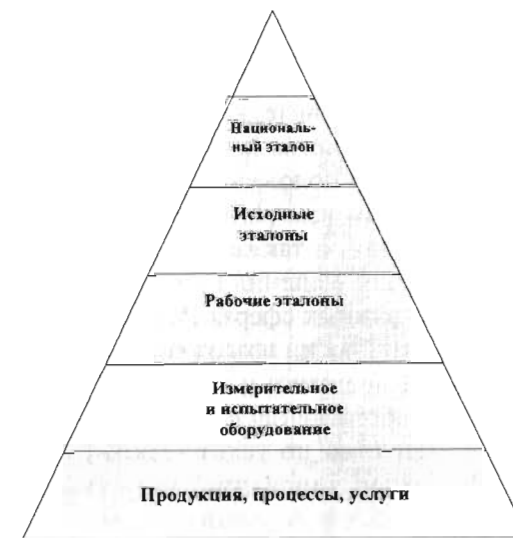 Националь-
ный эталон
Исходные
эталоны
Рабочие эталоны
Измерительное
и испытательное
оборудование
Продукция, процессы, услуги